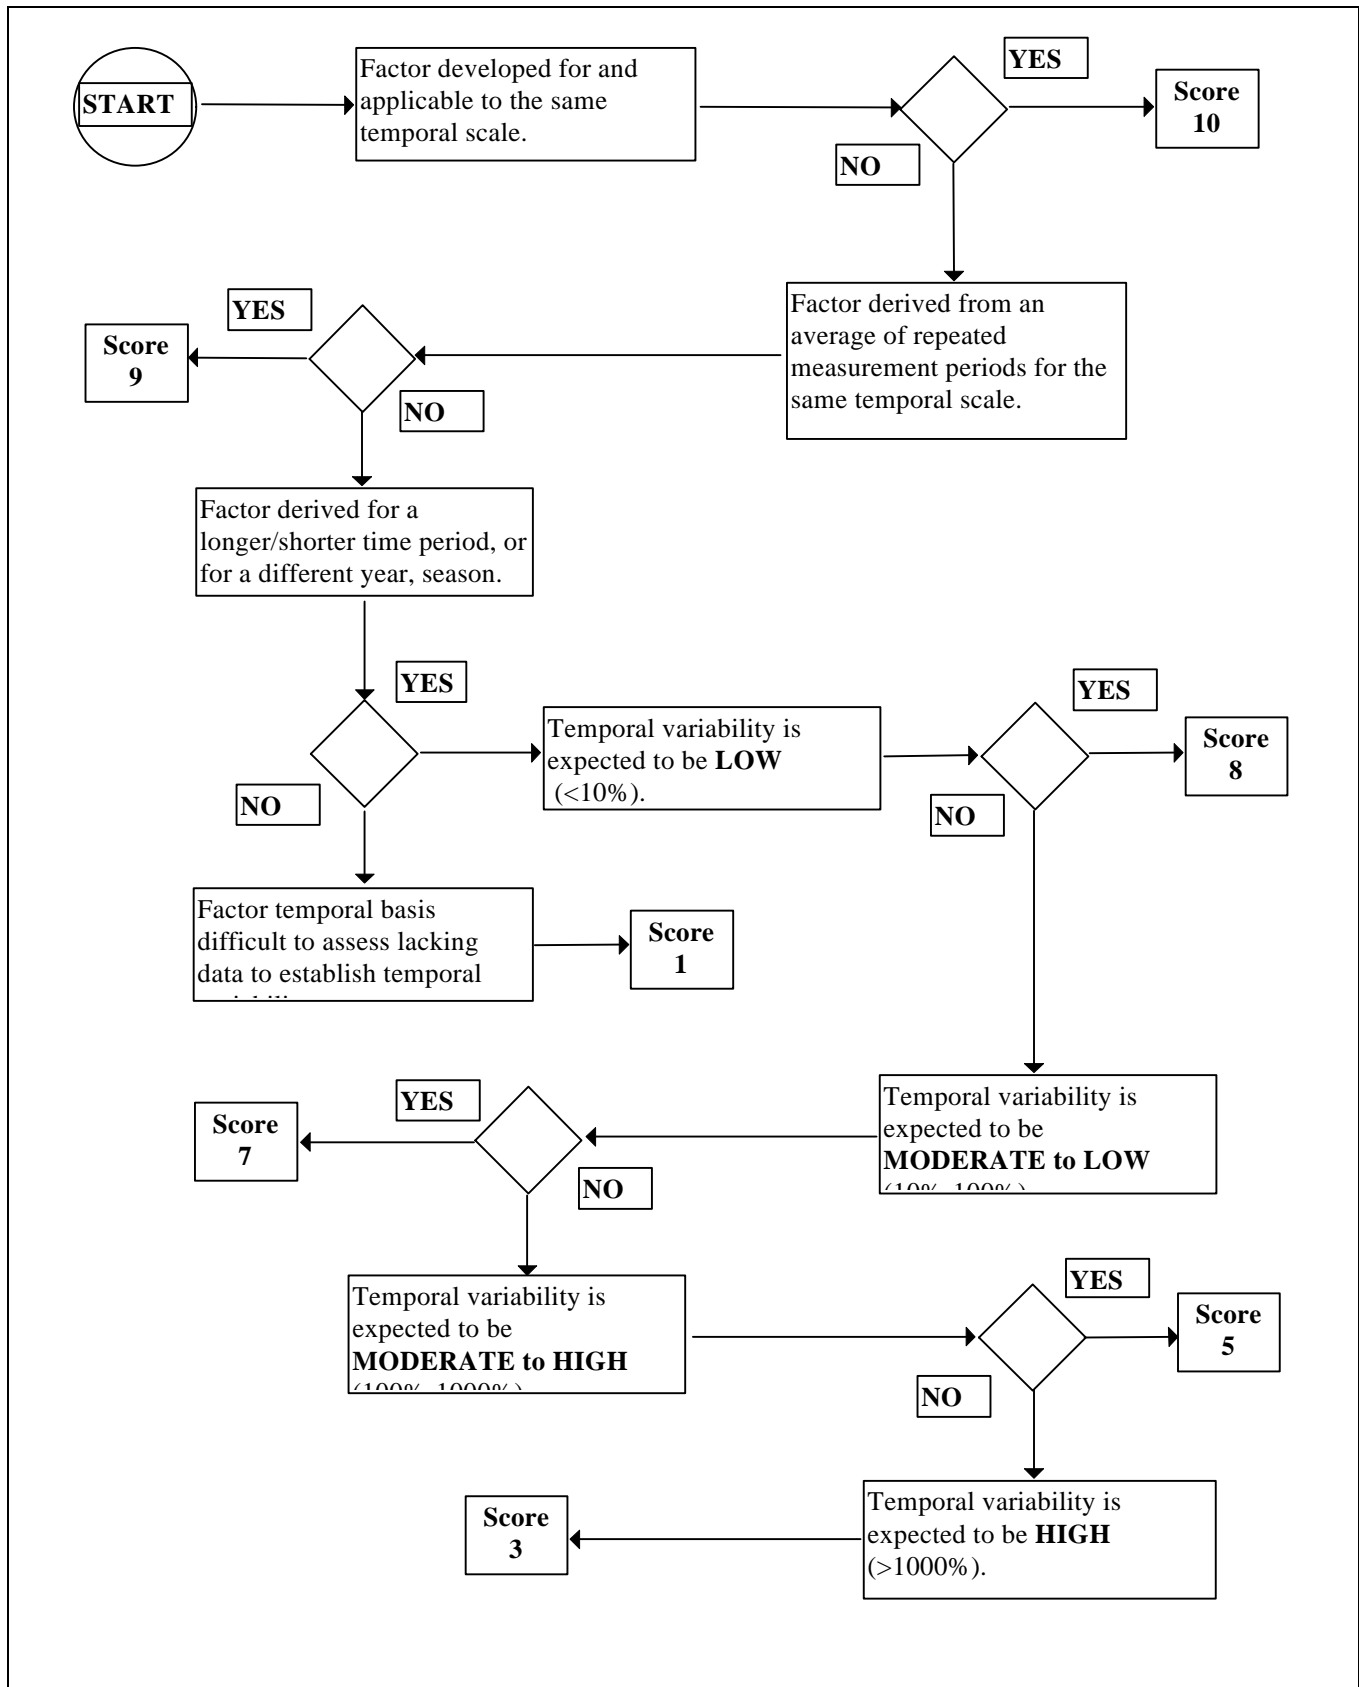 START
Factor developed for and
applicable to the same
temporal scale.
YES
Score
10
NO
Factor derived from an
average of repeated
measurement periods for the
same temporal scale.
YES
Score
9
NO
Factor derived for a
longer/shorter time period, or
for a different year, season.
YES
Temporal variability is
expected to be LOW
(<10%).
YES
Score
8
NO
NO
Factor temporal basis
difficult to assess lacking
data to establish temporal
Score
1
Temporal variability is
expected to be
MODERATE to LOW
(10%-100%)
YES
Score
7
NO
Temporal variability is
expected to be
MODERATE to HIGH
(100%-1000%)
YES
Score
5
NO
Temporal variability is
expected to be HIGH
(>1000%).
Score
3